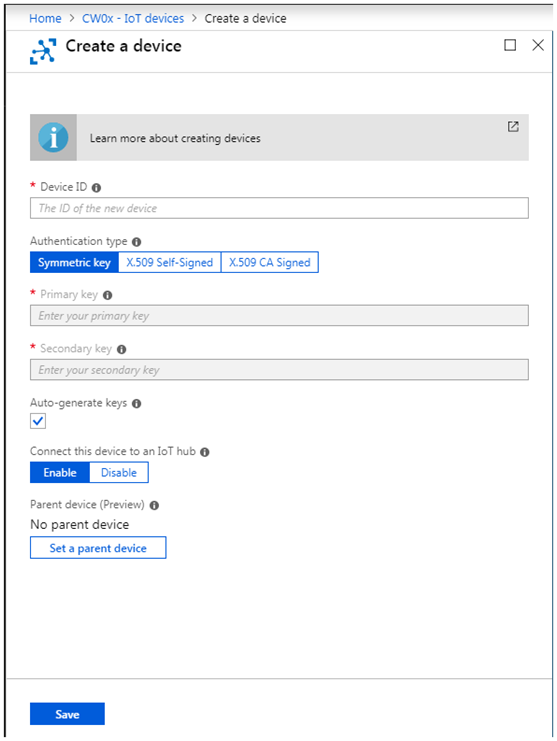 Home > CW0x - IoT devices > Create a device
Create a device
Learn more about creating devices
* Device ID
The ID of the new device
Authentication type
Symmetric key X.509 Self-Signed X.509 CA Signed
* Primary key
Enter your primary key
* Secondary key
Enter your secondary key
Auto-generate keys
Connect this device to an IoT hub
Enable Disable
Parent device (Preview)
No parent device
Set a parent device
Save